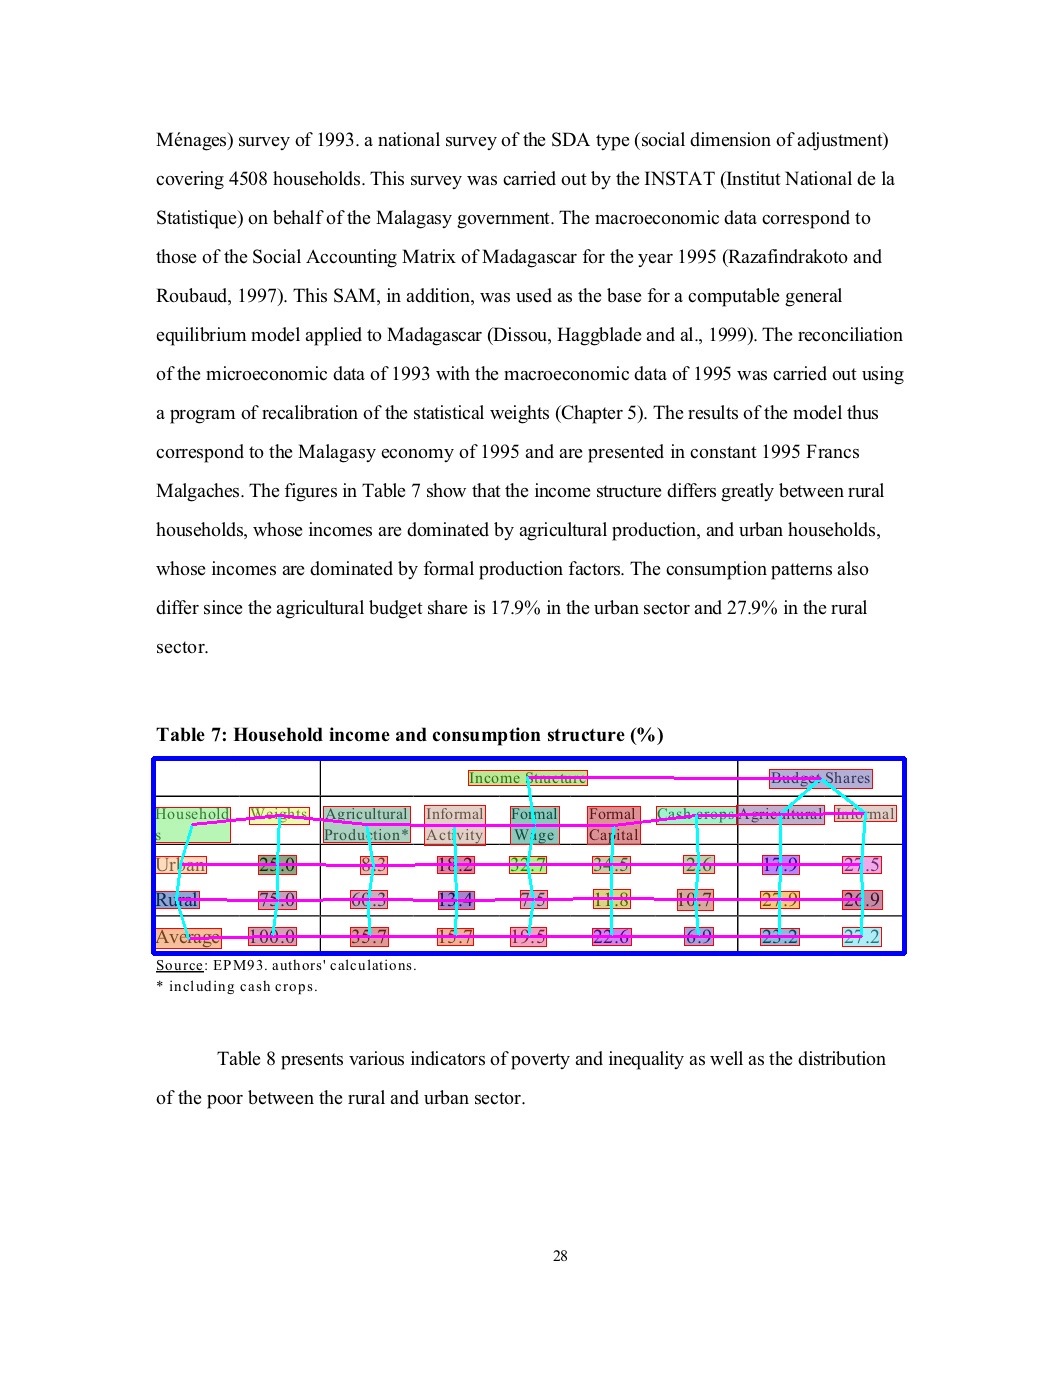 Ménages) survey of 1993. a national survey of the SDA type (social dimension of adjustment)
covering 4508 households. This survey was carried out by the INSTAT (Institut National de la
Statistique) on behalf of the Malagasy government. The macroeconomic data correspond to
those of the Social Accounting Matrix of Madagascar for the year 1995 (Razafindrakoto and
Roubaud, 1997). This SAM, in addition, was used as the base for a computable general
equilibrium model applied to Madagascar (Dissou, Haggblade and al., 1999). The reconciliation
of the microeconomic data of 1993 with the macroeconomic data of 1995 was carried out using
a program of recalibration of the statistical weights (Chapter 5). The results of the model thus
correspond to the Malagasy economy of 1995 and are presented in constant 1995 Francs
Malgaches. The figures in Table 7 show that the income structure differs greatly between rural
households, whose incomes are dominated by agricultural production, and urban households,
whose incomes are dominated by formal production factors. The consumption patterns also
differ since the agricultural budget share is 17.9% in the urban sector and 27.9% in the rural
sector.
Table 7: Household income and consumption structure (%)
Income Structure Budget Shares
Household Weights Agricultural Informal Formal Formal Cash crops Agricultural Informal
s Production* Activity Wage Capital
Urban 25.0 8.3 18.2 32.7 34.5 2.6 17.9 27.5
Rural 75.0 60.3 13.4 7.5 11.8 10.7 27.9 26.9
Average 100.0 35.7 15.7 19.5 22.6 6.9 23.2 27.2
Source: EPM93. authors' calculations.
* including cash crops.
Table 8 presents various indicators of poverty and inequality as well as the distribution
of the poor between the rural and urban sector.
28